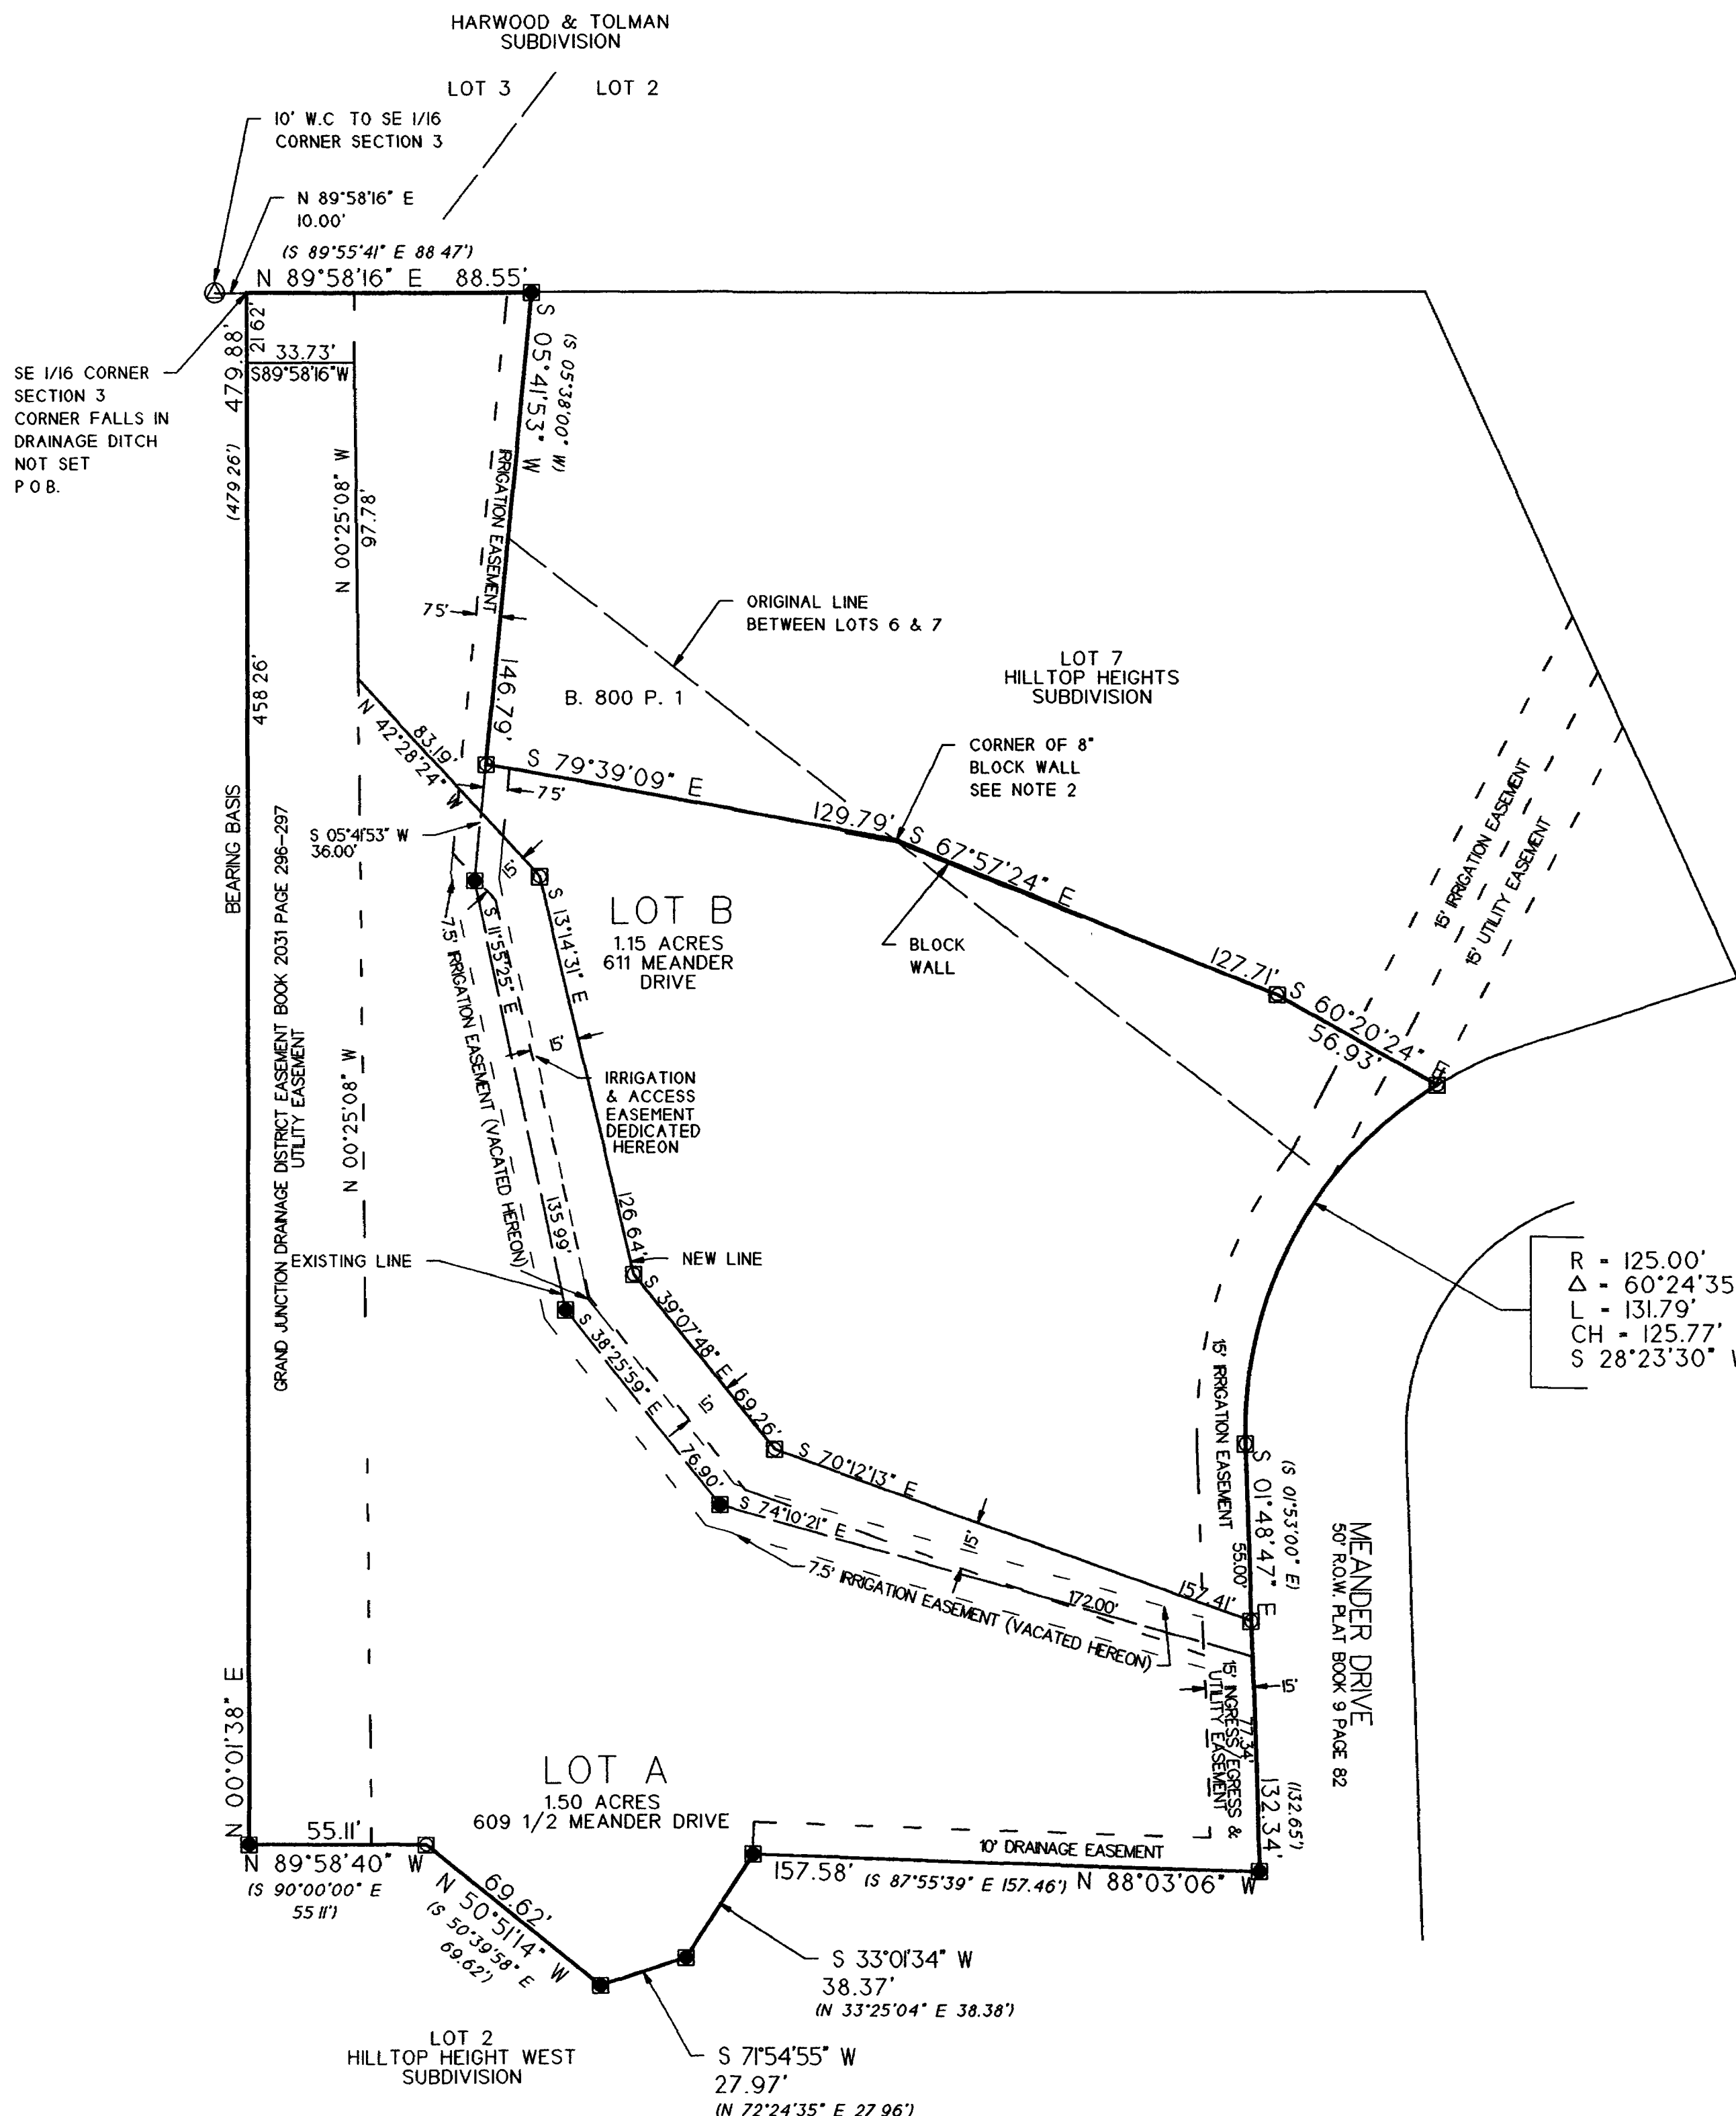 HARWOOD & TOLMAN
SUBDIVISION
LOT 3
LOT 2
10' W.C TO SE 1/16
CORNER SECTION 3
N 89°58'16" E
10.00'
(S 89°55'41" E 88 47')
N 89°58'16" E 88.55'
21 62'
479.88'
(479 26')
33.73'
S89°58'16"W
SE 1/16 CORNER
SECTION 3
CORNER FALLS IN
DRAINAGE DITCH
NOT SET
P O B.
S 05°41'53" W
(S 05°38'00" W)
IRRIGATION EASEMENT
N 00°25'08" W
97.78'
7 5'
146.79'
ORIGINAL LINE
BETWEEN LOTS 6 & 7
LOT 7
HILLTOP HEIGHTS
SUBDIVISION
B. 800 P. 1
458 26'
N 42°28'24" W
83.19'
CORNER OF 8"
BLOCK WALL
SEE NOTE 2
S 79°39'09" E
129.79'
7 5'
S 67°57'24" E
127.71'
BLOCK
WALL
S 60°20'24"
56.93'
15' IRRIGATION EASEMENT
15' UTILITY EASEMENT
BEARING BASIS
S 05°41'53" W
36.00'
15'
LOT B
1.15 ACRES
611 MEANDER
DRIVE
S 13°14'31" E
126.64'
S 11°55'25" E
135 99'
15'
7.5' IRRIGATION EASEMENT (VACATED HEREON)
IRRIGATION
& ACCESS
EASEMENT
DEDICATED
HEREON
GRAND JUNCTION DRAINAGE DISTRICT EASEMENT BOOK 2031 PAGE 296-297
UTILITY EASEMENT
N 00°25'08" W
EXISTING LINE
NEW LINE
R = 125.00'
Δ = 60°24'35
L = 131.79'
CH = 125.77'
S 28°23'30" W
S 39°07'48" E
69.26'
S 38°25'59" E
76.90'
15'
15' IRRIGATION EASEMENT
S 70°12'13" E
157.41'
S 74°10'21" E
172.00'
15'
7.5' IRRIGATION EASEMENT (VACATED HEREON)
S 01°48'47" E
55.00'
(S 01°53'00" E)
MEANDER DRIVE
50' R.O.W. PLAT BOOK 9 PAGE 82
15' INGRESS/EGRESS &
UTILITY EASEMENT
15'
77.34'
132.34'
(132.65')
N 00°01'38" E
LOT A
1.50 ACRES
609 1/2 MEANDER DRIVE
10' DRAINAGE EASEMENT
55.11'
N 89°58'40" W
(S 90°00'00" E
55 11')
69.62'
N 50°51'14" W
(S 50°39'58" E
69.62')
157.58' (S 87°55'39" E 157.46') N 88°03'06" W
S 33°01'34" W
38.37'
(N 33°25'04" E 38.38')
LOT 2
HILLTOP HEIGHT WEST
SUBDIVISION
S 71°54'55" W
27.97'
(N 72°24'35" E 27 96')